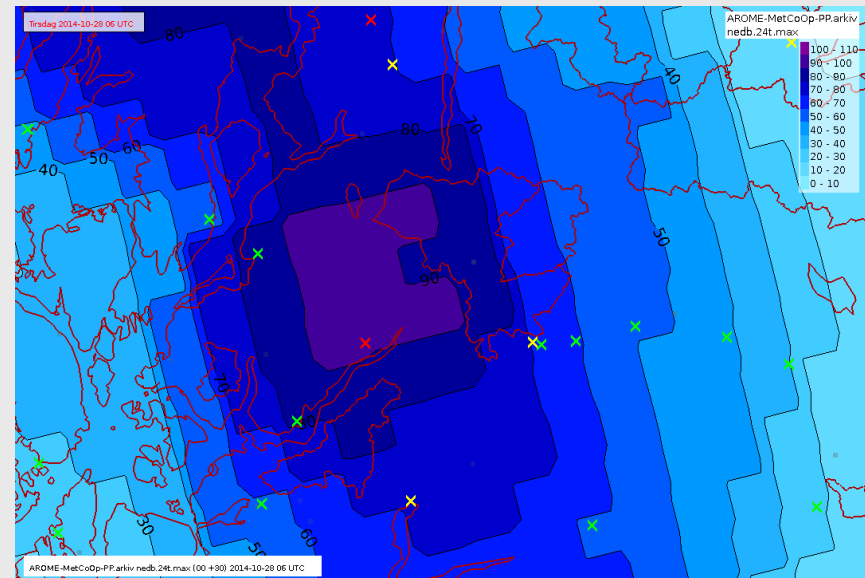 Tirsdag 2014-10-28 06 UTC
AROME-MetCoOp-PP.arkiv
nedb.24t.max
100 - 110
90 - 100
80 - 90
70 - 80
60 - 70
50 - 60
40 - 50
30 - 40
20 - 30
10 - 20
0 - 10
80
40
80
70
60
50
40
50
90
70
30
50
60
AROME-MetCoOp-PP.arkiv nedb.24t.max (00 +30) 2014-10-28 06 UTC